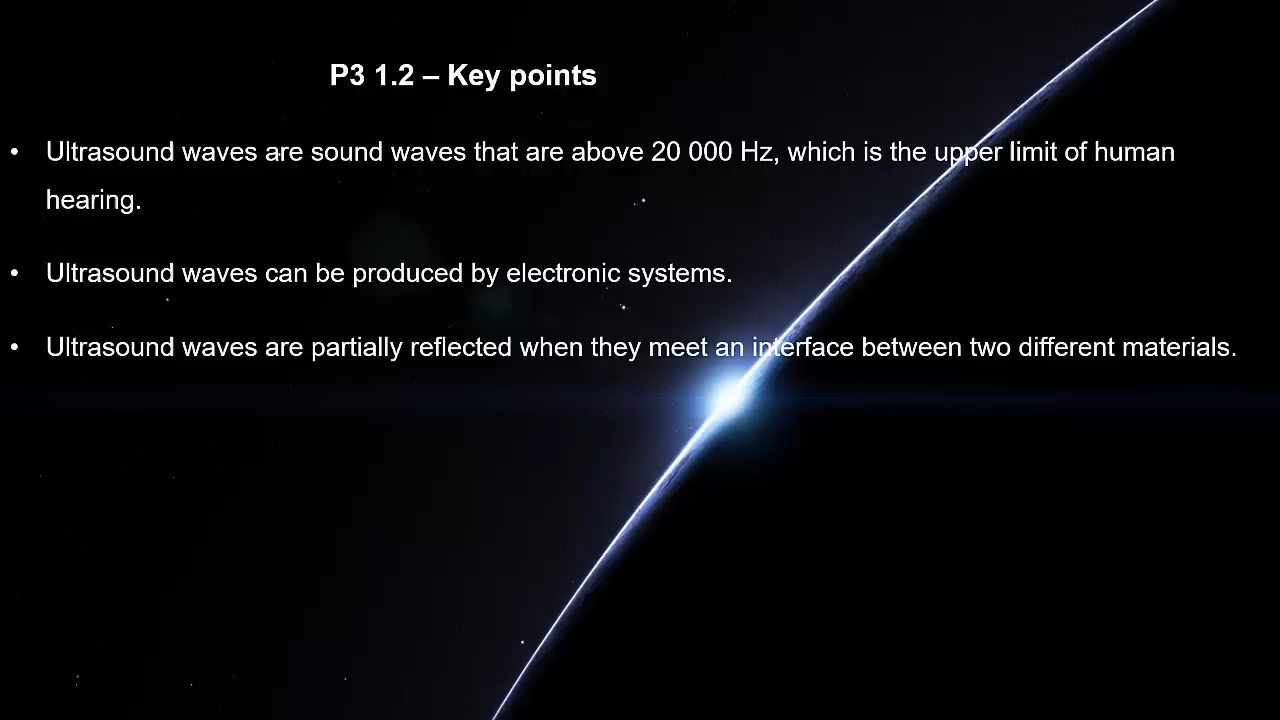 P3 1.2 – Key points
• Ultrasound waves are sound waves that are above 20 000 Hz, which is the upper limit of human
hearing.
• Ultrasound waves can be produced by electronic systems.
• Ultrasound waves are partially reflected when they meet an interface between two different materials.